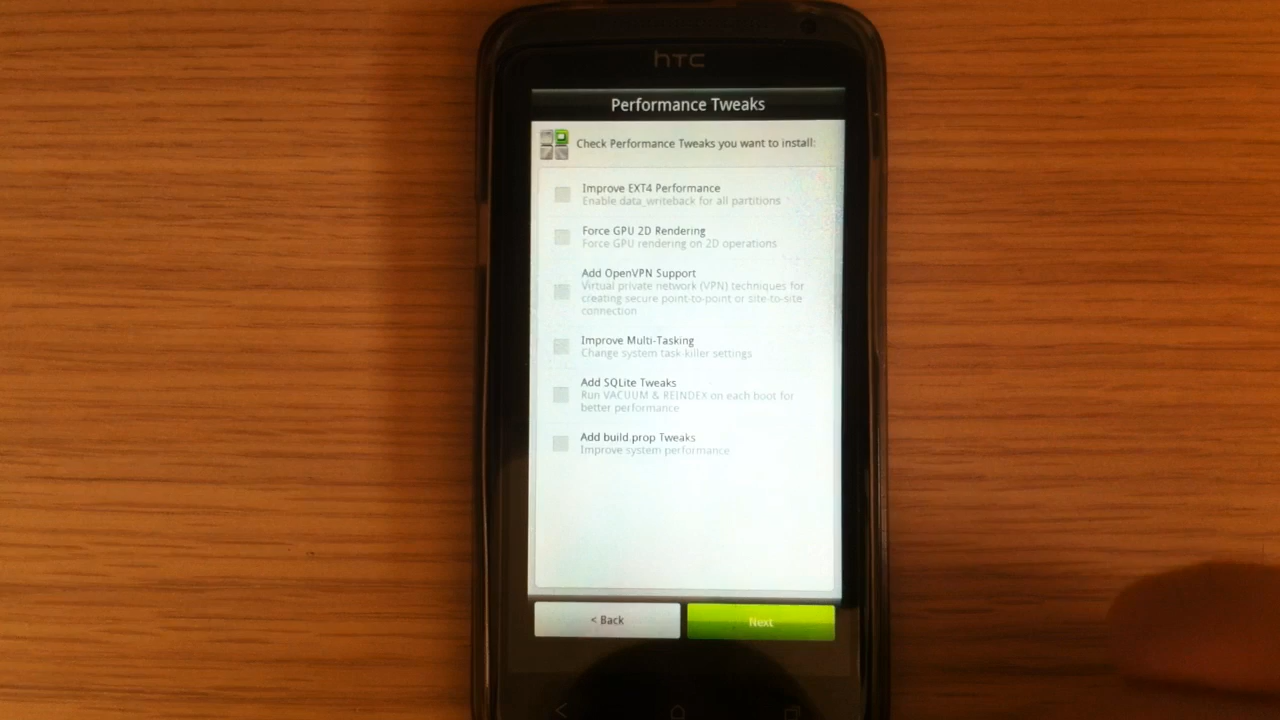 htc
Performance Tweaks
Check Performance Tweaks you want to install:
Improve EXT4 Performance
Enable data_writeback for all partitions
Force GPU 2D Rendering
Force GPU rendering on 2D operations
Add OpenVPN Support
Virtual private network (VPN) techniques for
creating secure point-to-point or site-to-site
connection
Improve Multi-Tasking
Change system task-killer settings
Add SQLite Tweaks
Run VACUUM & REINDEX on each boot for
better performance
Add build.prop Tweaks
Improve system performance
< Back
Next